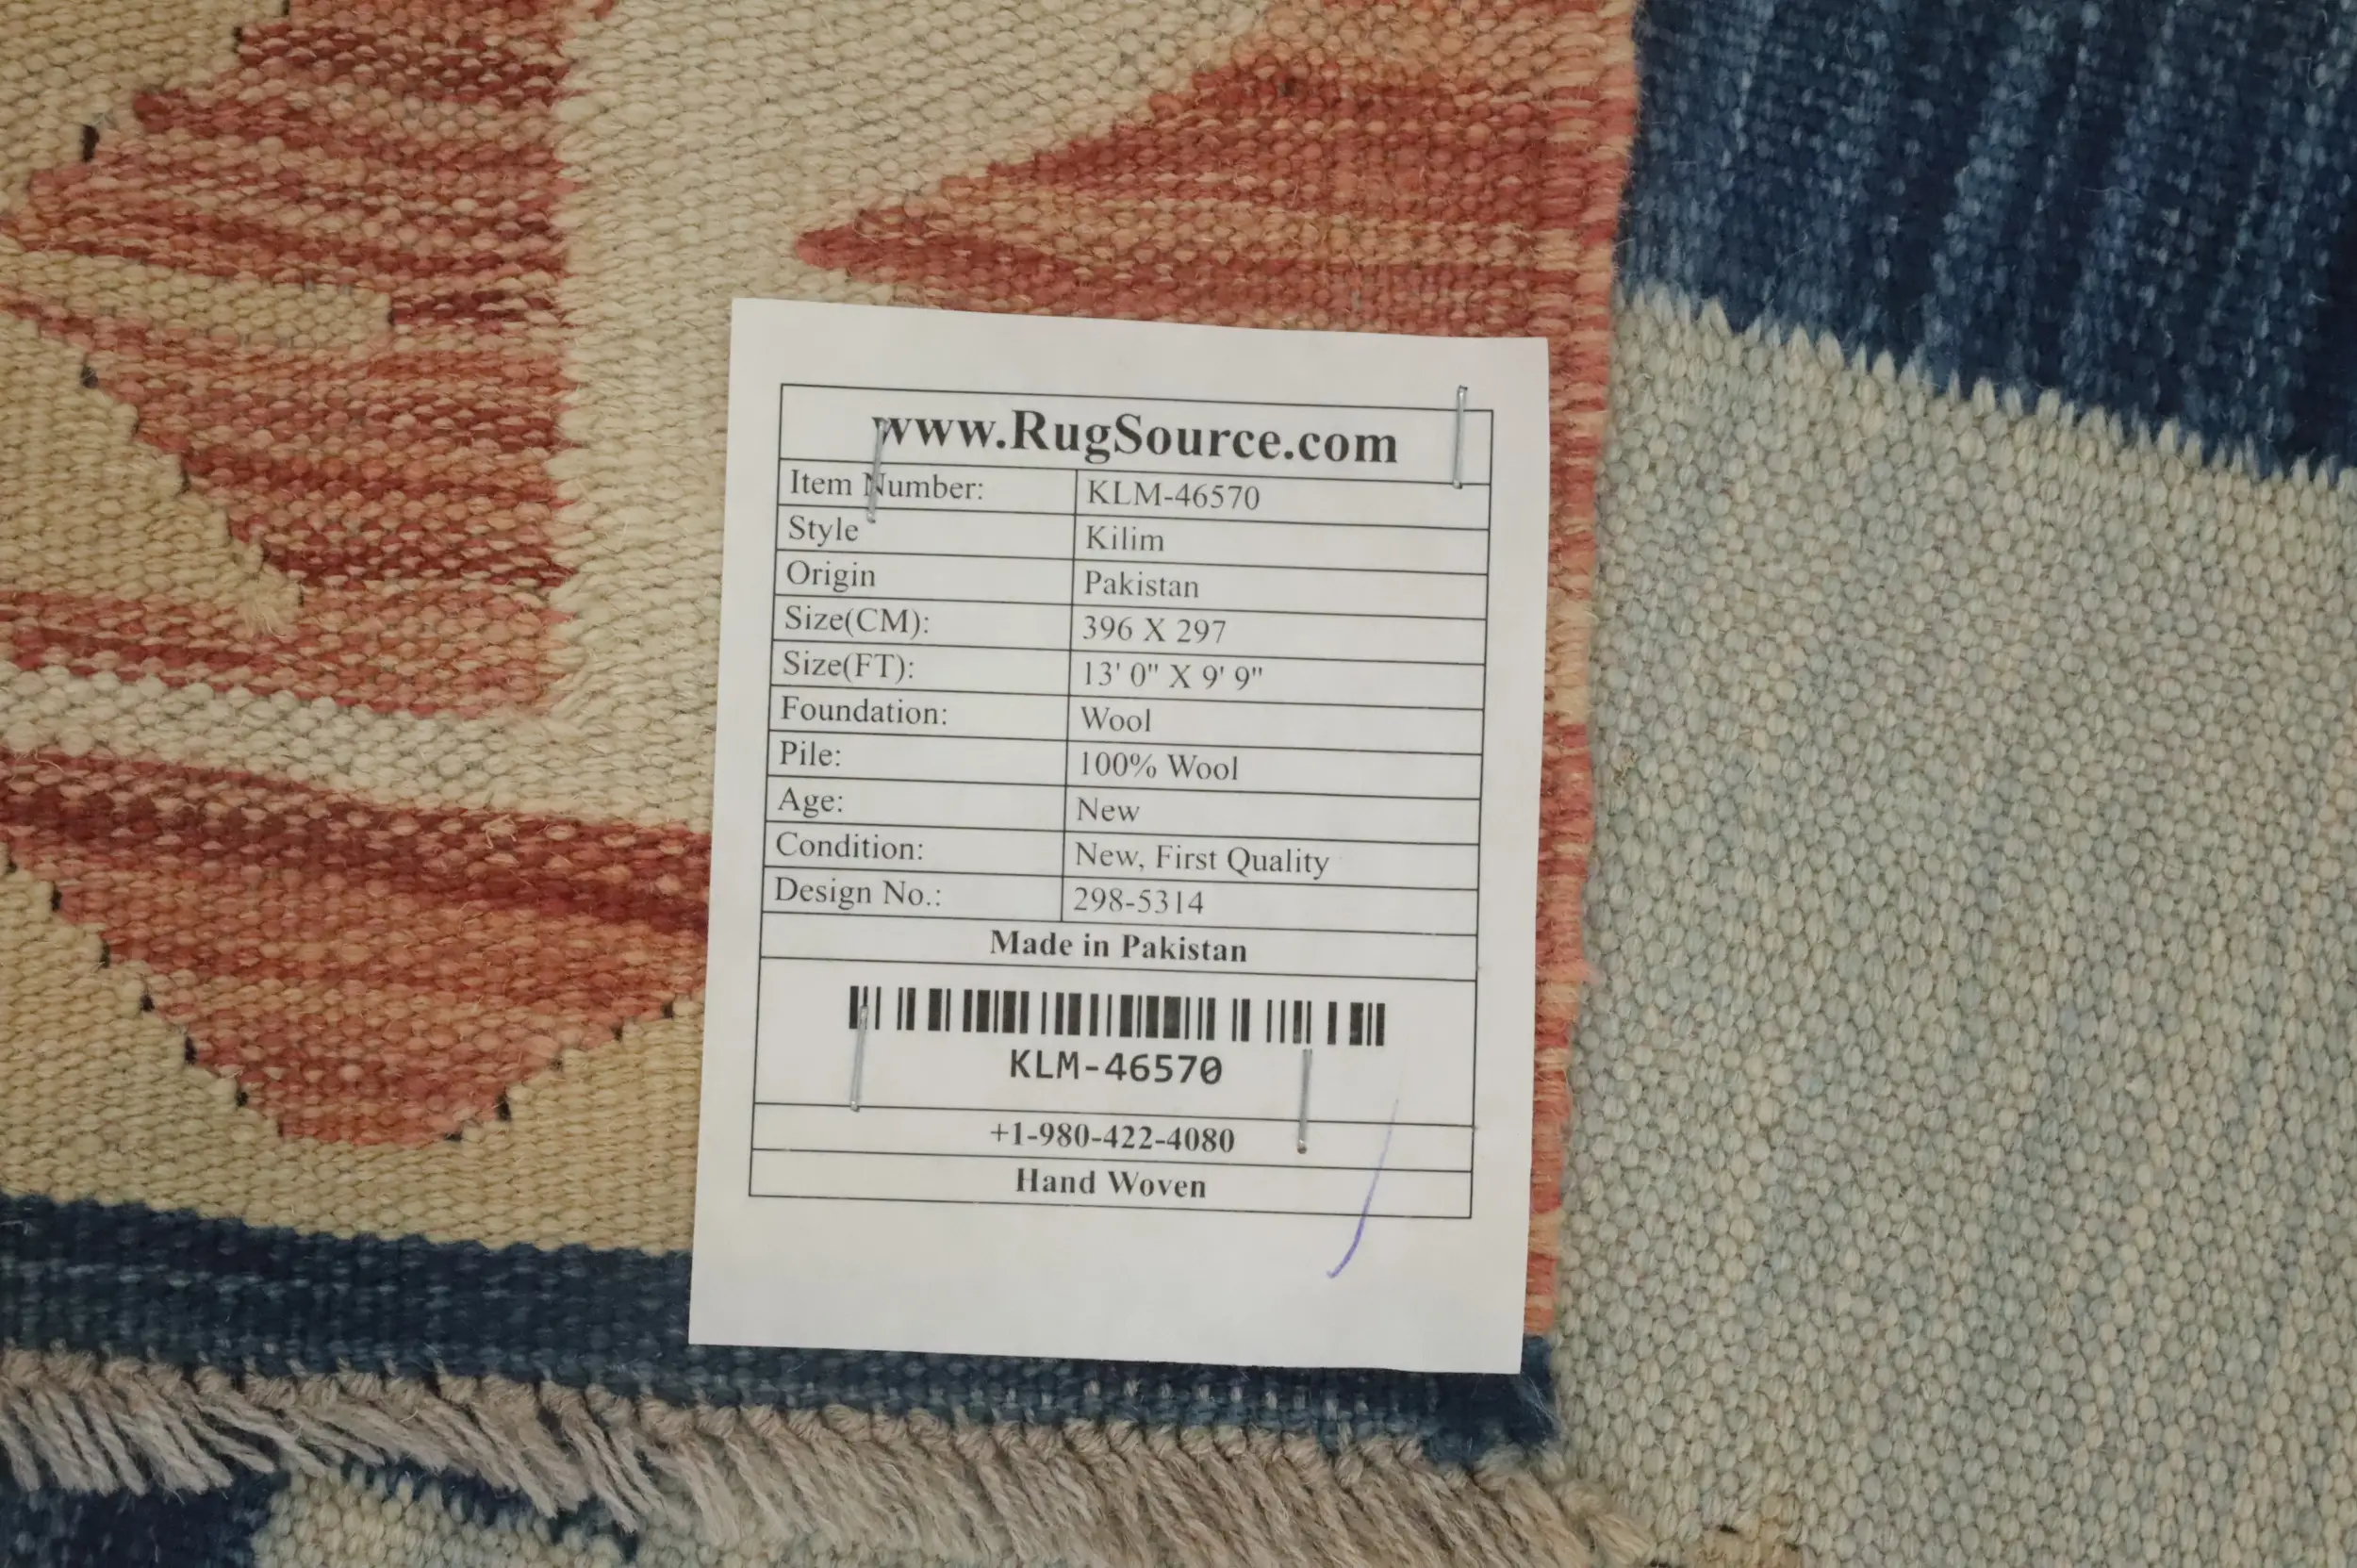 www.RugSource.com
Item Number: KLM-46570
Style Kilim
Origin Pakistan
Size(CM): 396 X 297
Size(FT): 13' 0" X 9' 9"
Foundation: Wool
Pile: 100% Wool
Age: New
Condition: New, First Quality
Design No.: 298-5314
Made in Pakistan
KLM-46570
+1-980-422-4080
Hand Woven